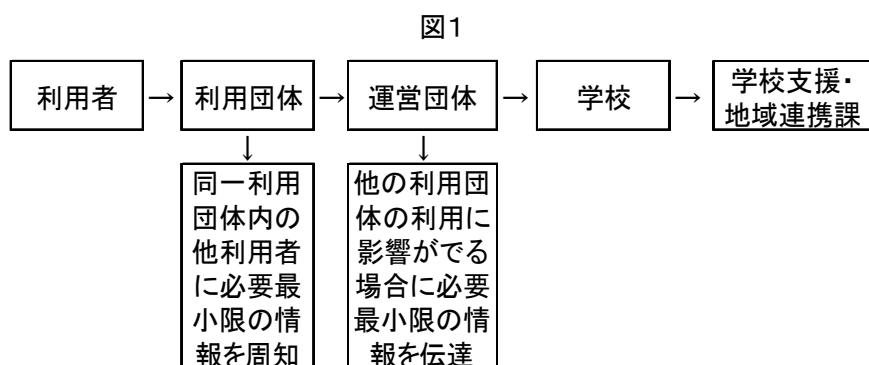 図1
利用者 → 利用団体 → 運営団体 → 学校 → 学校支援・
地域連携課
↓
同一利用
団体内の
他利用者
に必要最
小限の情
報を周知
↓
他の利用団
体の利用に
影響がでる
場合に必要
最小限の情
報を伝達